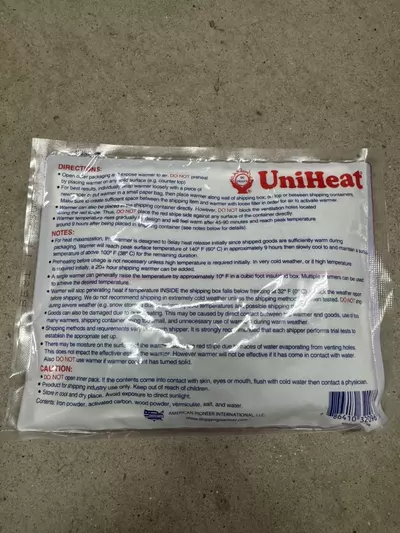 UniHeat
DIRECTIONS:
• Open outer packaging & expose warmer to air. DO NOT preheat
by placing warmer on any solid surface (e.g. counter top)
• For best results, individually wrap warmer loosely with a piece of
newspaper or put warmer in a small paper bag, then place warmer along wall of shipping box, on top or between shipping containers.
Make sure to create sufficient space between the shipping item and warmer with loose filler in order for air to activate warmer.
• Warmer can also be placed on the shipping container directly. However, DO NOT block the ventilation holes located
along the red stripe. Thus, DO NOT place the red stripe side against any surface of the container directly.
• Warmer temperature rises gradually by design and will feel warm after 45-90 minutes and reach peak temperature
around 9 hours after being placed in shipping container (see notes below for details)
NOTES:
• For heat maximization, the warmer is designed to delay heat release initially since shipped goods are sufficiently warm during
packaging. Warmer will reach peak surface temperature of 140° F (60° C) in approximately 9 hours then slowly cool to and maintain a
temperature of above 100° F (38° C) for the remaining duration.
• Preheating before usage is not necessary unless high temperature is required initially. In very cold weather, or if high temperature
is required initially, a 20+ hour shipping warmer can be added.
• A single warmer can generally raise the temperature by approximately 10° F in a cubic foot insulated box. Multiple warmers can be used
to achieve the desired temperature.
• Warmer will stop generating heat if temperature INSIDE the shipping box falls below
before shipping. We do not recommend shipping in extremely cold weather unless the shipping method has been tested. DO NOT
during severe weather
• Goods can also be damaged due to overheating. This may be caused by direct contact between warmer and goods, use of too
many warmers, shipping container being too small, and unnecessary use of warmer during warm weather.
• Shipping methods and requirements vary from shipper to shipper. It is strongly recommended that each shipper performs trial tests to
establish the appropriate set up.
• There may be moisture on the surface of the warmer along the red stripe due to traces of water evaporating from venting holes.
This does not impact the effectiveness of the warmer. However warmer will not be effective if it has come in contact with water.
Also DO NOT use warmer if warmer content has turned solid.
CAUTION:
• DO NOT open inner pack. If the contents come into contact with skin, eyes or mouth, flush with cold water then contact a physician.
• Product for shipping industry use only. Keep out of reach of children.
• Store in cool and dry place. Avoid exposure to direct sunlight.
Contents: Iron powder, activated carbon, wood powder, vermiculite, salt, and water.
AMERICAN PIONEER INTERNATIONAL, LLC.